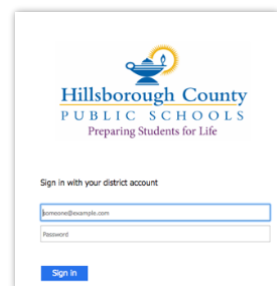 Hillsborough County
PUBLIC SCHOOLS
Preparing Students for Life
Sign in with your district account
someone@example.com
Password
Sign in